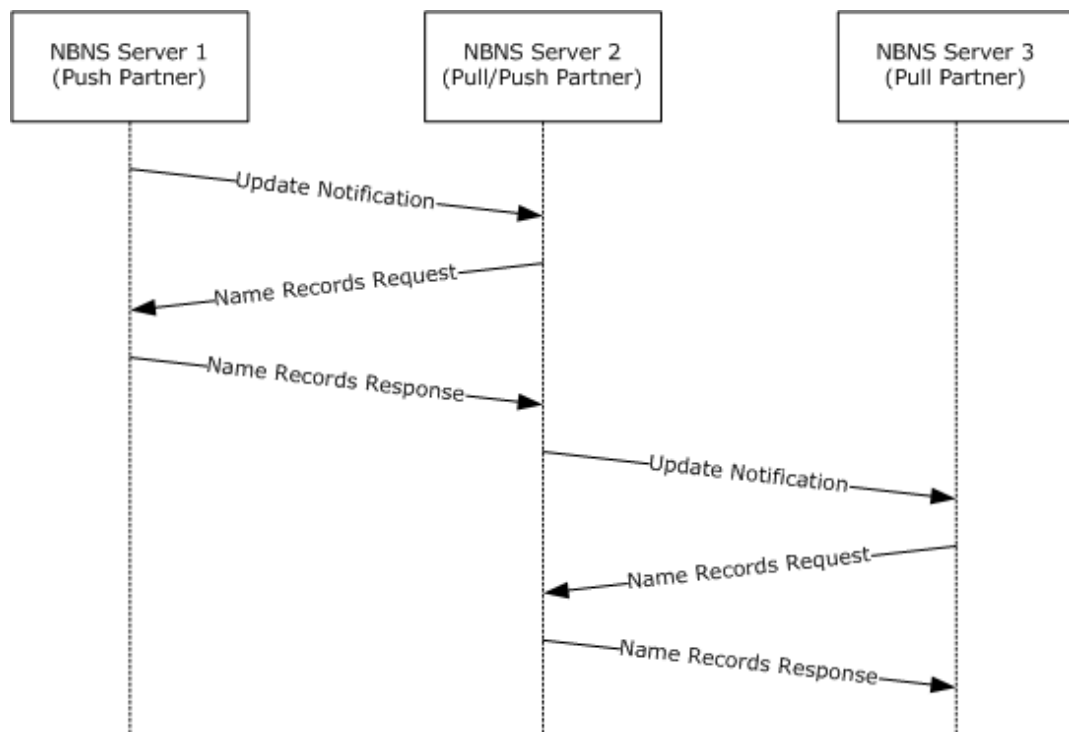 NBNS Server 1
(Push Partner)
NBNS Server 2
(Pull/Push Partner)
NBNS Server 3
(Pull Partner)
Update Notification
Name Records Request
Name Records Response
Update Notification
Name Records Request
Name Records Response